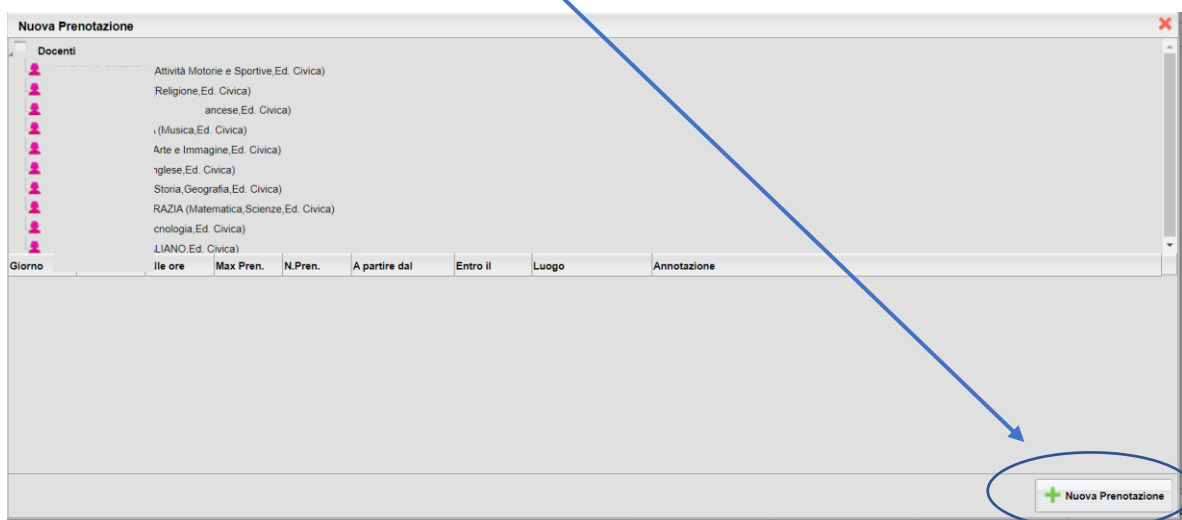 Nuova Prenotazione
Docenti
Attività Motorie e Sportive,Ed. Civica)
(Religione,Ed. Civica)
ancese,Ed. Civica)
(Musica,Ed. Civica)
Arte e Immagine,Ed. Civica)
nglese,Ed. Civica)
Storia,Geografia,Ed. Civica)
RAZIA (Matematica,Scienze,Ed. Civica)
cnologia,Ed. Civica)
LIANO,Ed. Civica)
Giorno lle ore Max Pren. N.Pren. A partire dal Entro il Luogo Annotazione
Nuova Prenotazione